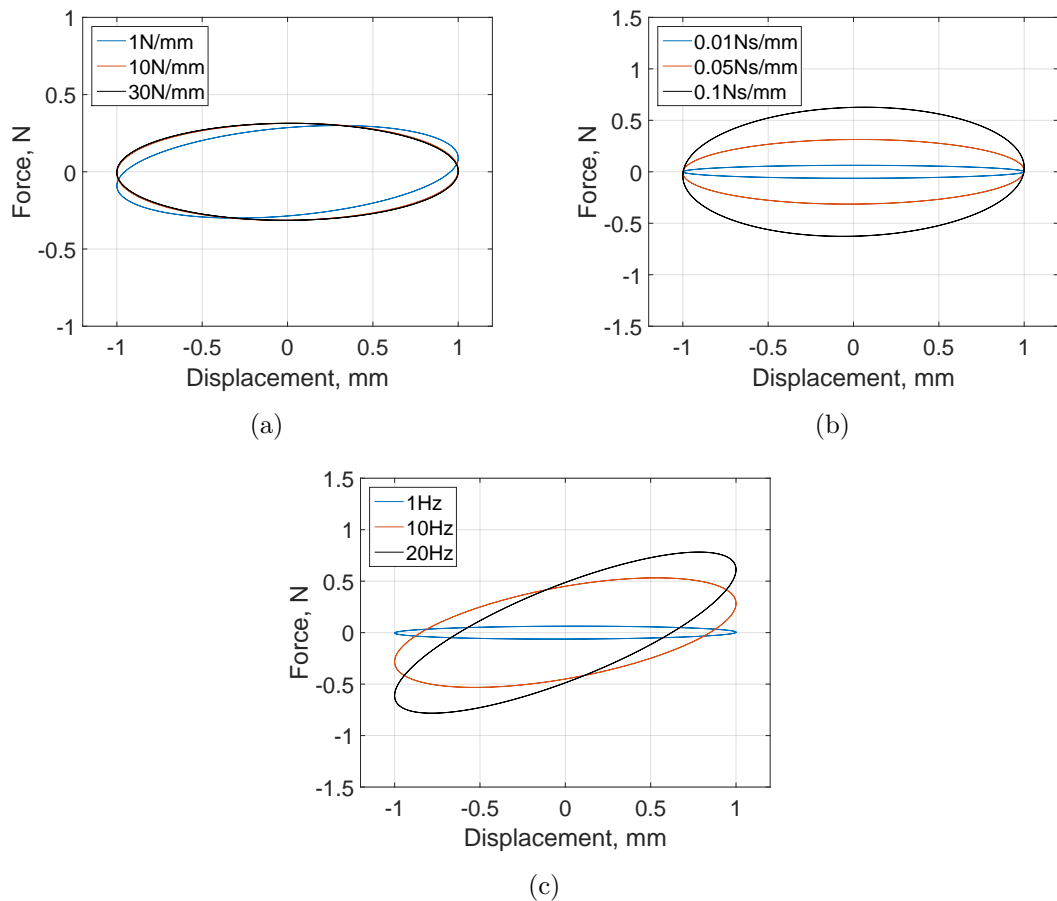 1
0.5
0
-0.5
-1
Force, N
1N/mm
10N/mm
30N/mm
-1 -0.5 0 0.5 1
Displacement, mm
(a)
1.5
1
0.5
0
-0.5
-1
-1.5
Force, N
0.01Ns/mm
0.05Ns/mm
0.1Ns/mm
-1 -0.5 0 0.5 1
Displacement, mm
(b)
1.5
1
0.5
0
-0.5
-1
-1.5
Force, N
1Hz
10Hz
20Hz
-1 -0.5 0 0.5 1
Displacement, mm
(c)